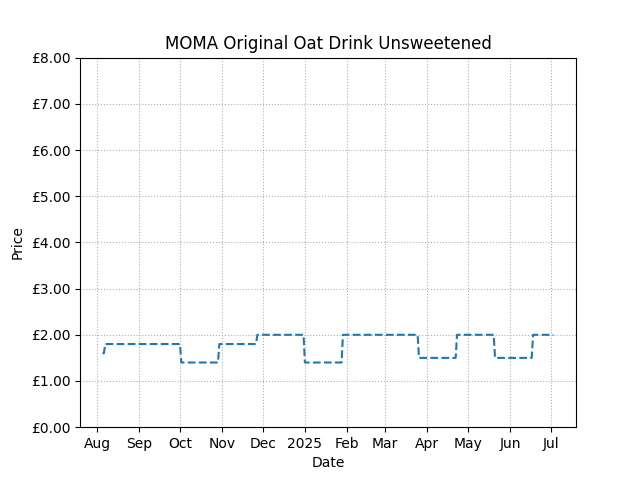 MOMA Original Oat Drink Unsweetened
£8.00
£7.00
£6.00
£5.00
£4.00
£3.00
£2.00
£1.00
£0.00
Price
Aug Sep Oct Nov Dec 2025 Feb Mar Apr May Jun Jul
Date